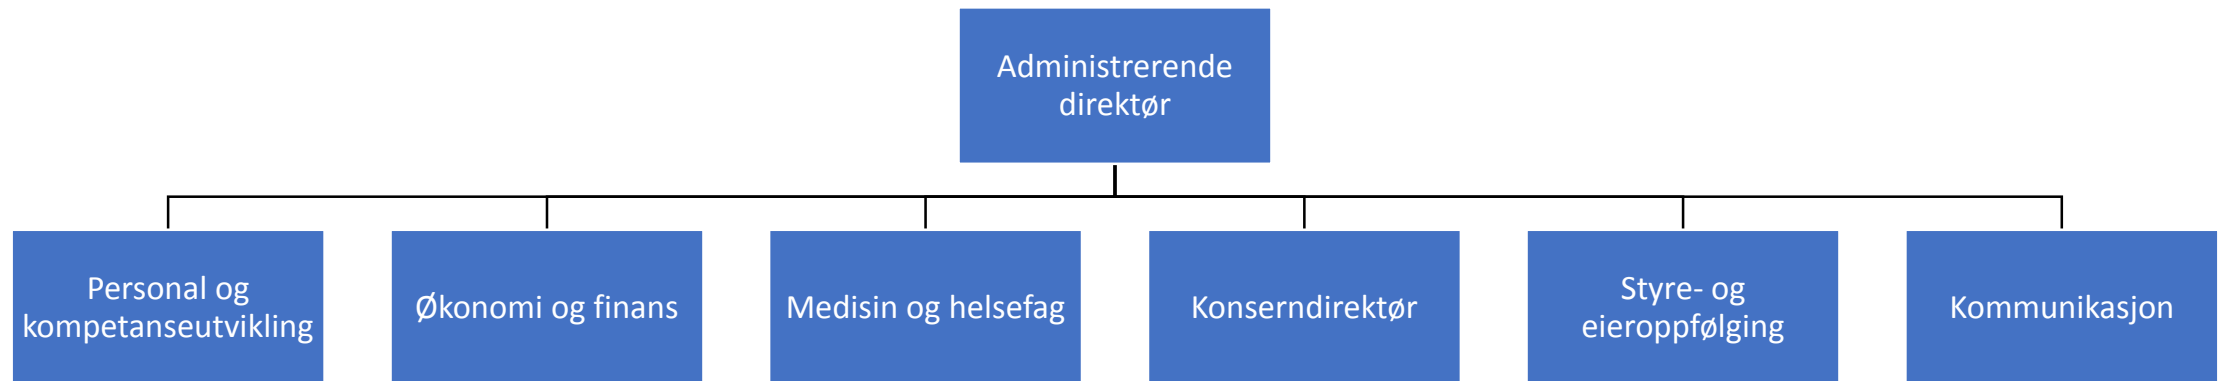 Administrerende
direktør
Personal og
kompetanseutvikling
Økonomi og finans
Medisin og helsefag
Konserndirektør
Styre- og
eieroppfølging
Kommunikasjon